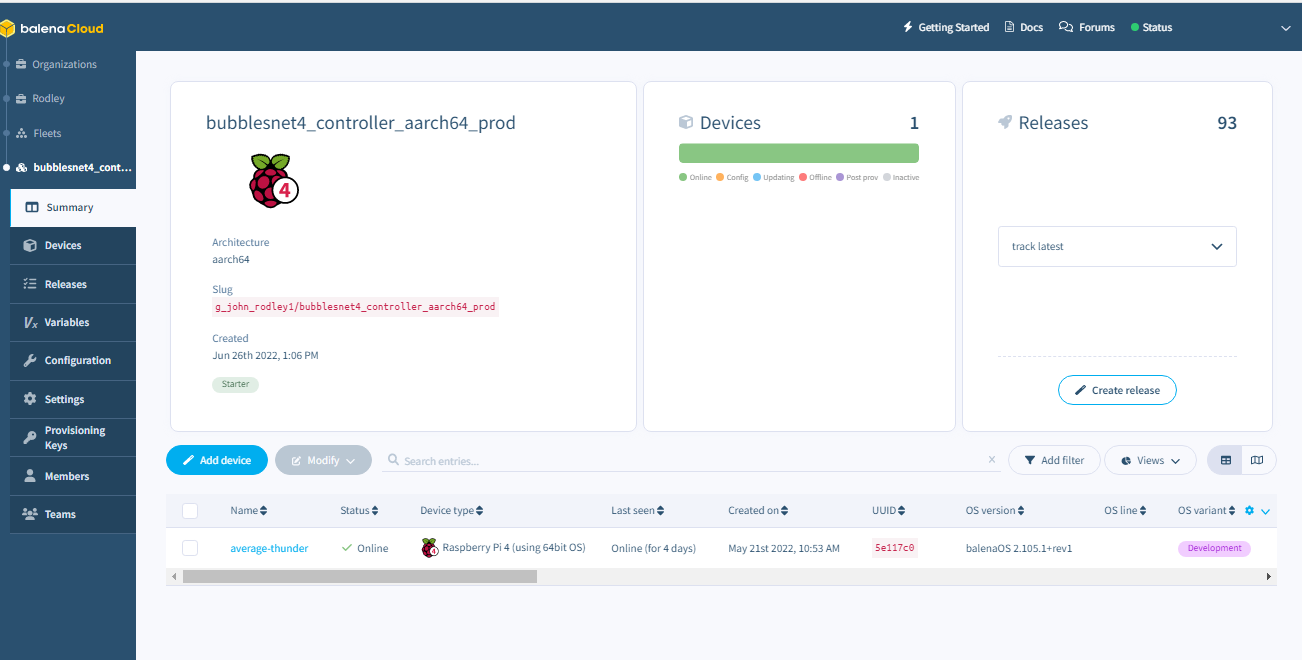 balenaCloud
Getting Started Docs Forums Status
Organizations
Rodley
Fleets
bubblesnet4_cont...
Summary
Devices
Releases
Variables
Configuration
Settings
Provisioning
Keys
Members
Teams
bubblesnet4_controller_aarch64_prod
4
Architecture
aarch64
Slug
g_john_rodley1/bubblesnet4_controller_aarch64_prod
Created
Jun 26th 2022, 1:06 PM
Starter
Devices 1
Online Config Updating Offline Post prov Inactive
Releases 93
track latest
Create release
Add device Modify Search entries... x Add filter Views
Name Status Device type Last seen Created on UUID OS version OS line OS variant
average-thunder Online Raspberry Pi 4 (using 64bit OS) Online (for 4 days) May 21st 2022, 10:53 AM 5e117c0 balenaOS 2.105.1+rev1 Development